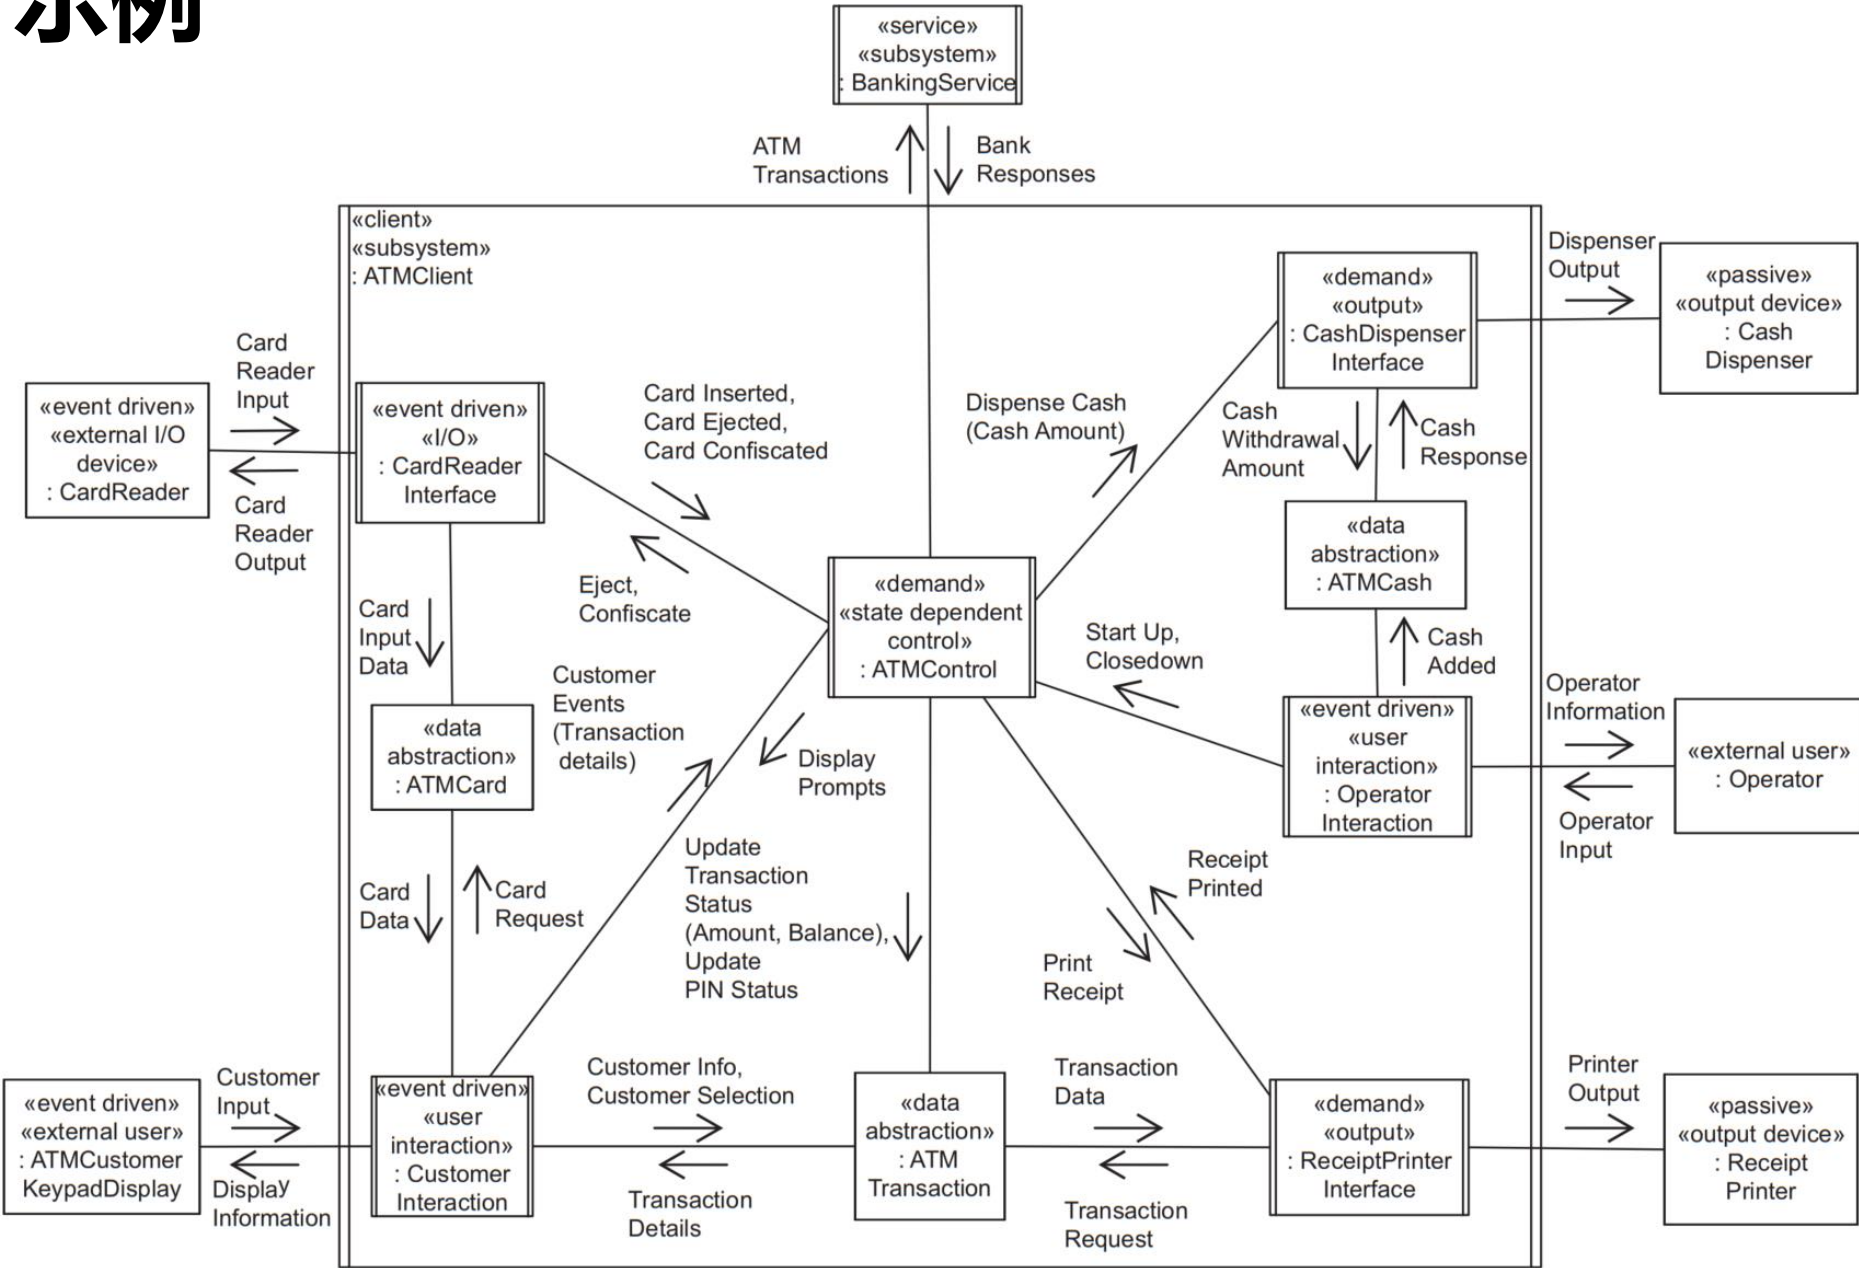 示例
«service»
«subsystem»
: BankingService
ATM
Transactions
Bank
Responses
«client»
«subsystem»
: ATMClient
Dispenser
Output
«passive»
«output device»
: Cash
Dispenser
«demand»
«output»
: CashDispenser
Interface
Card
Reader
Input
«event driven»
«external I/O
device»
: CardReader
Card
Reader
Output
«event driven»
«I/O»
: CardReader
Interface
Card Inserted,
Card Ejected,
Card Confiscated
Eject,
Confiscate
Dispense Cash
(Cash Amount)
Cash
Withdrawal
Amount
Cash
Response
«data
abstraction»
: ATMCash
«demand»
«state dependent
control»
: ATMControl
Card
Input
Data
Customer
Events
(Transaction
details)
Display
Prompts
Start Up,
Closedown
Cash
Added
«event driven»
«user
interaction»
: Operator
Interaction
Operator
Information
Operator
Input
«external user»
: Operator
«data
abstraction»
: ATMCard
Card
Data
Card
Request
Update
Transaction
Status
(Amount, Balance),
Update
PIN Status
Receipt
Printed
Print
Receipt
«event driven»
«external user»
: ATMCustomer
KeypadDisplay
Customer
Input
Display
Information
«event driven»
«user
interaction»
: Customer
Interaction
Customer Info,
Customer Selection
Transaction
Details
«data
abstraction»
: ATM
Transaction
Transaction
Data
Transaction
Request
«demand»
«output»
: ReceiptPrinter
Interface
Printer
Output
«passive»
«output device»
: Receipt
Printer